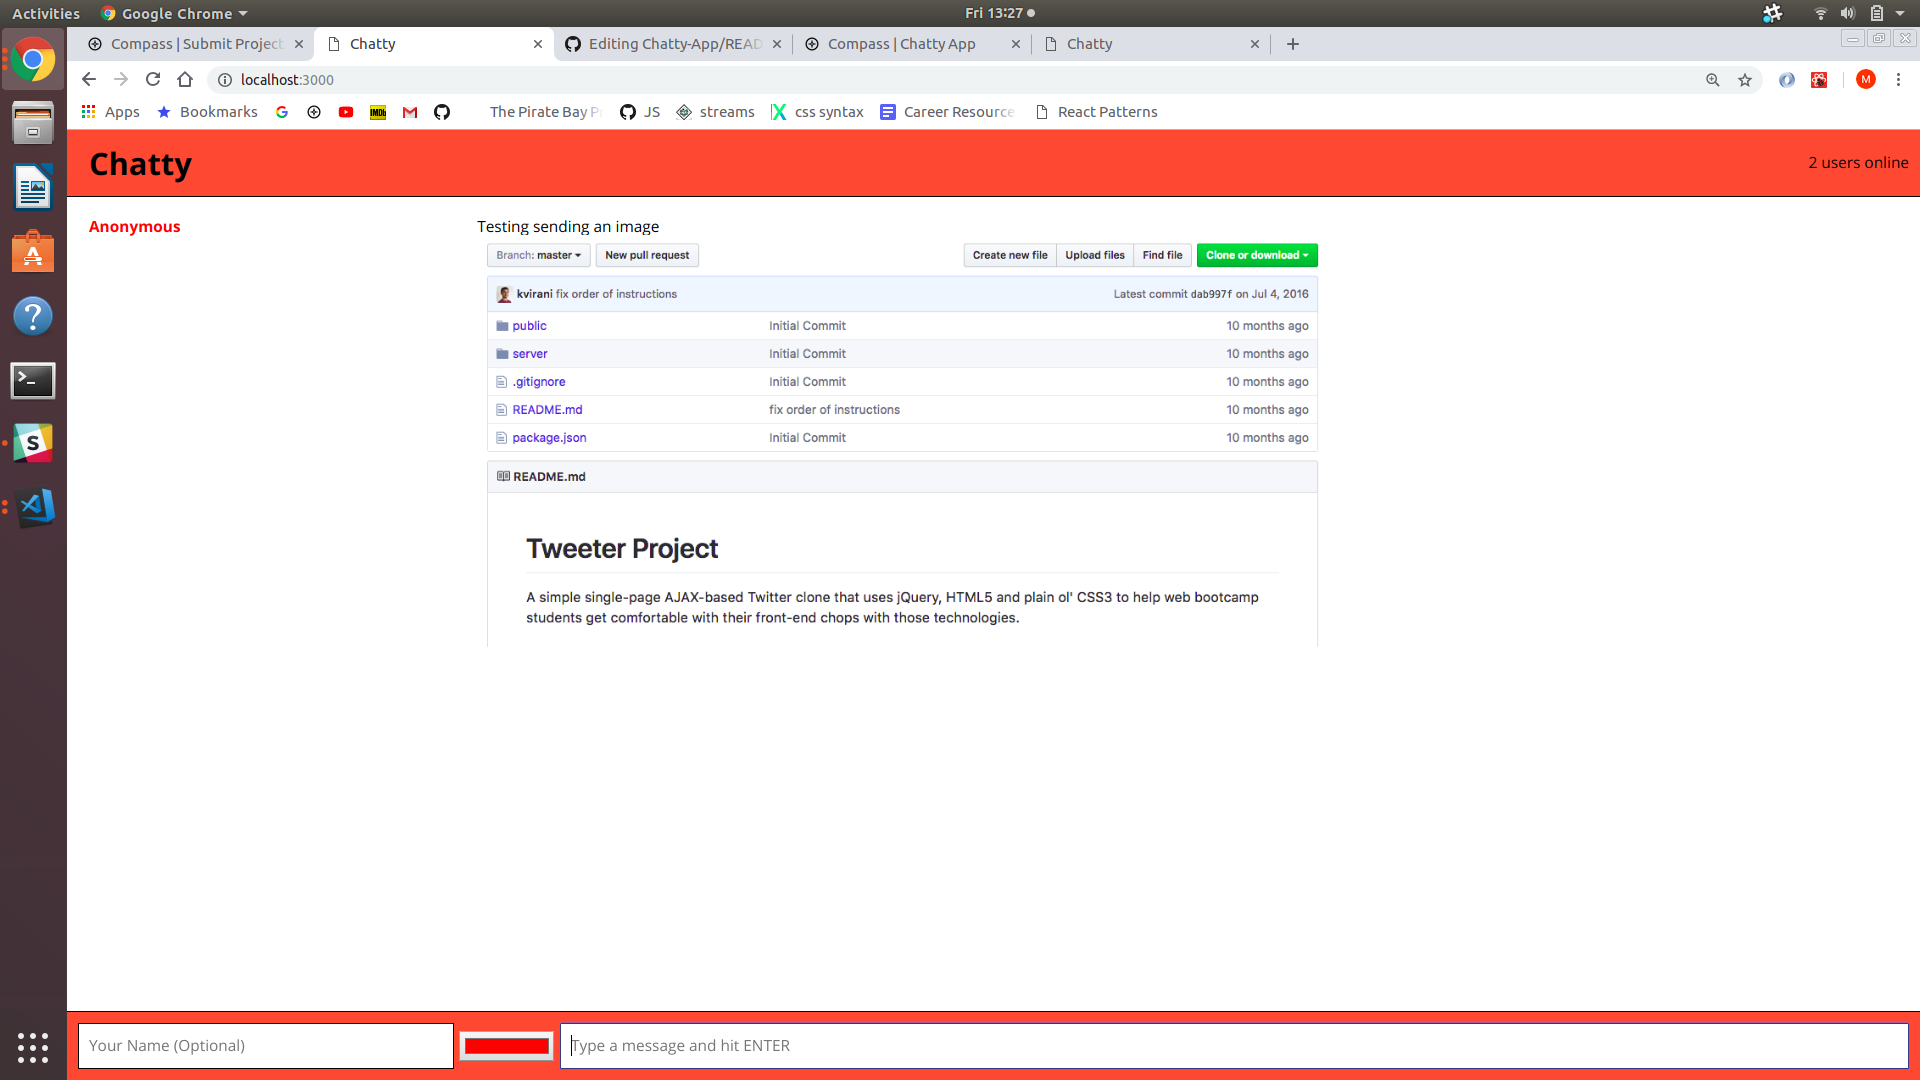 Activities Google Chrome Fri 13:27
Compass | Submit Project Chatty Editing Chatty-App/READ Compass | Chatty App Chatty
localhost:3000 M
Apps Bookmarks The Pirate Bay P JS streams css syntax Career Resource React Patterns
Chatty 2 users online
Anonymous Testing sending an image
Branch: master New pull request Create new file Upload files Find file Clone or download
kvirani fix order of instructions Latest commit dab997f on Jul 4, 2016
public Initial Commit 10 months ago
server Initial Commit 10 months ago
.gitignore Initial Commit 10 months ago
README.md fix order of instructions 10 months ago
package.json Initial Commit 10 months ago
README.md
Tweeter Project
A simple single-page AJAX-based Twitter clone that uses jQuery, HTML5 and plain ol' CSS3 to help web bootcamp
students get comfortable with their front-end chops with those technologies.
Your Name (Optional) Type a message and hit ENTER